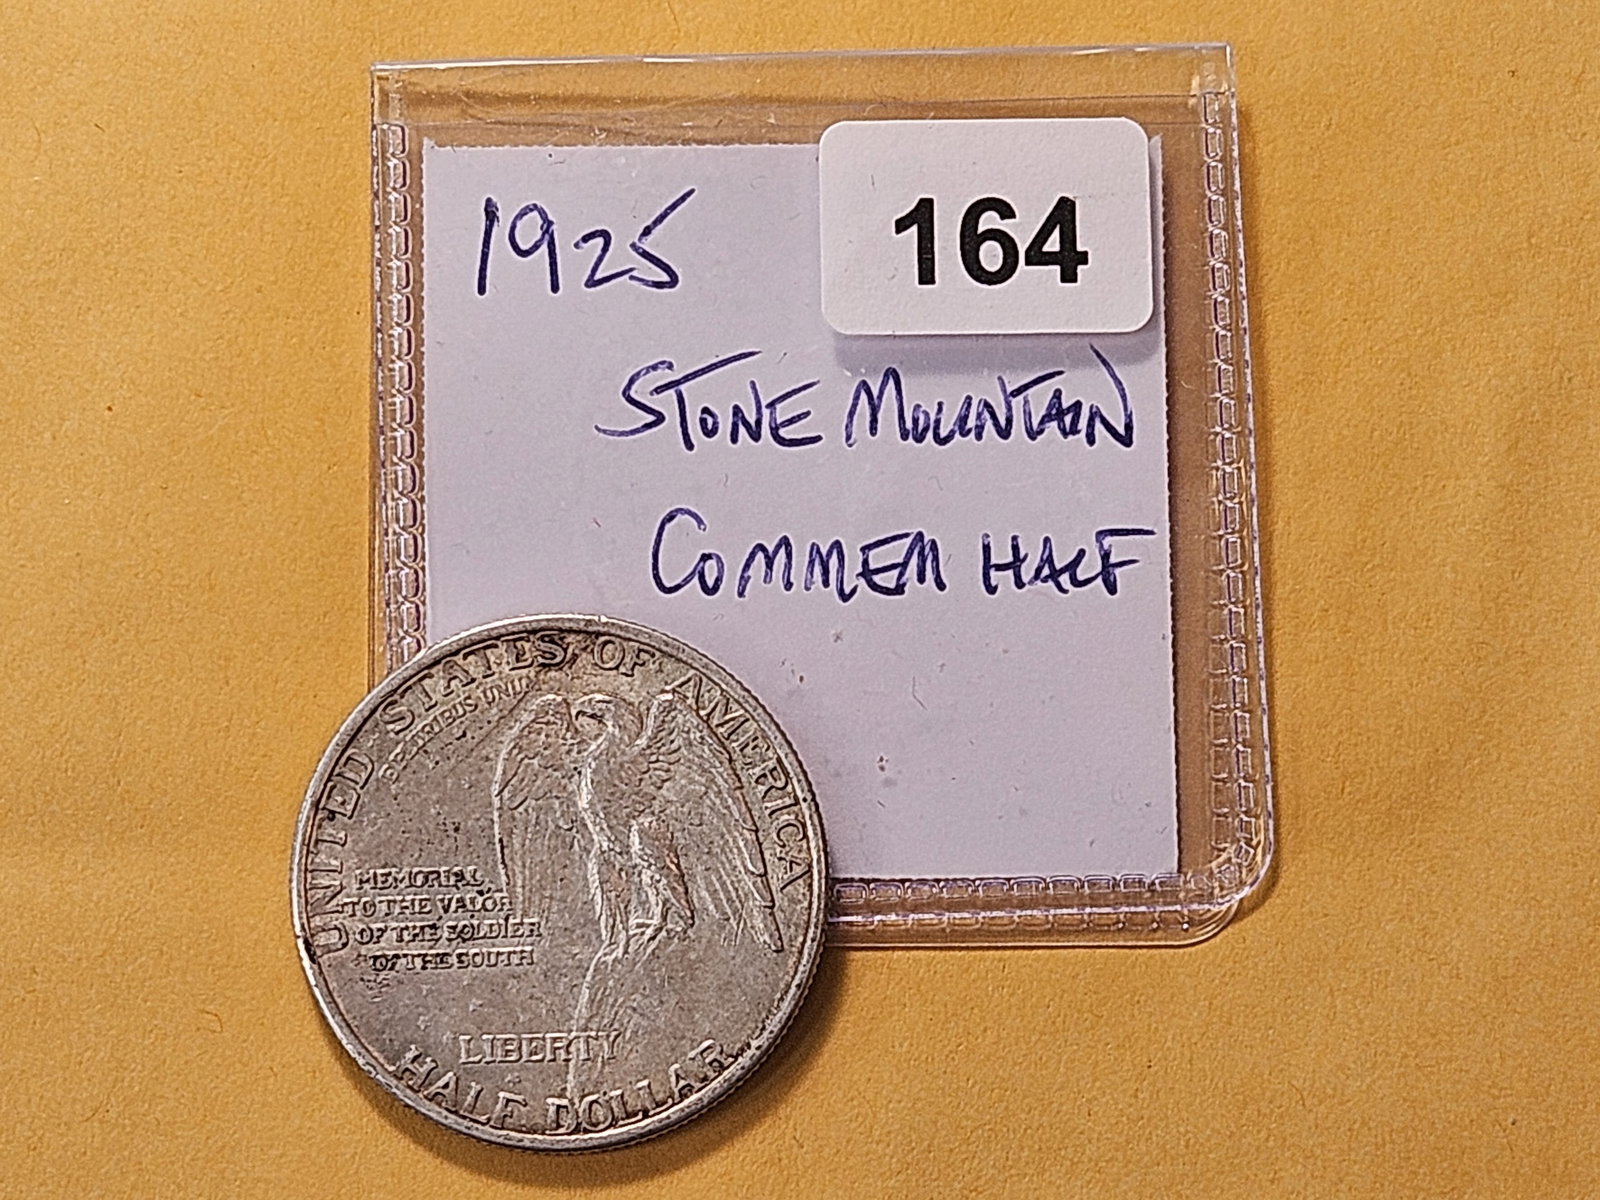 1925
164
STONE MOUNTAIN
COMMEM HALF
UNITED STATES OF AMERICA
E PLURIBUS UNUM
MEMORIAL
TO THE VALOR
OF THE SOLDIER
OF THE SOUTH
LIBERTY
HALF DOLLAR